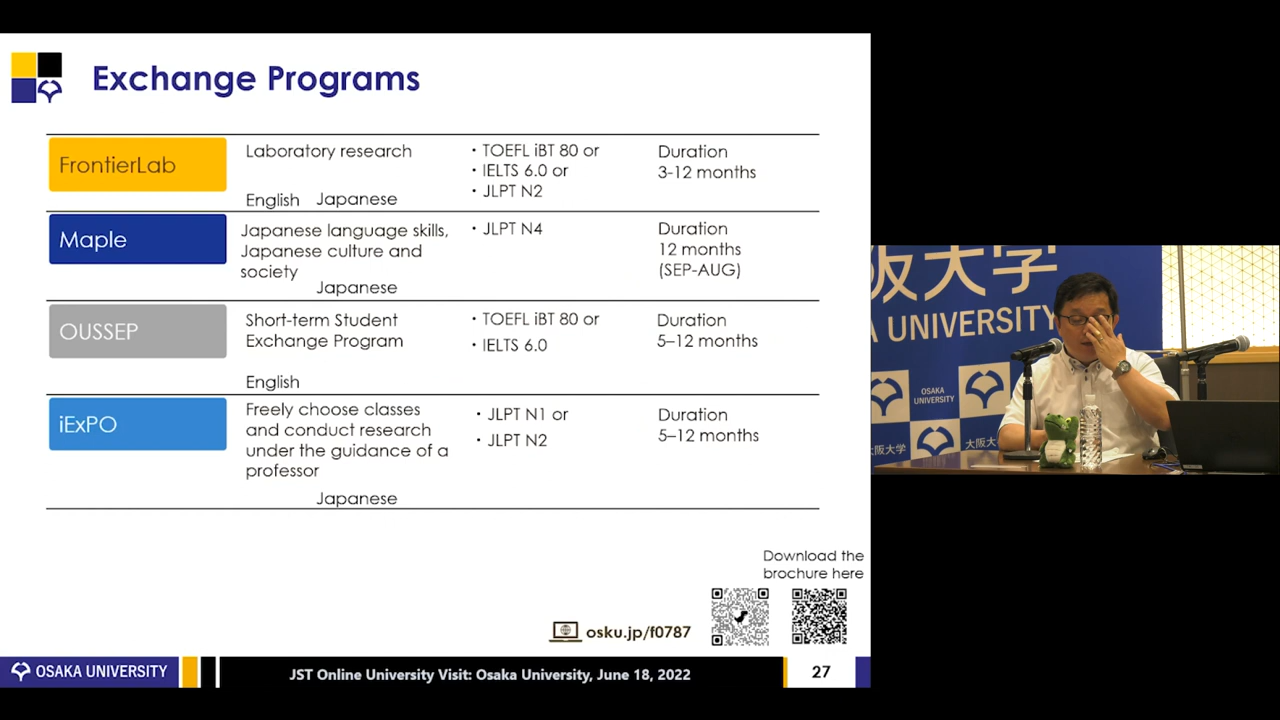 Exchange Programs
FrontierLab
Laboratory research
English Japanese
・TOEFL iBT 80 or
・IELTS 6.0 or
・JLPT N2
Duration
3-12 months
Maple
Japanese language skills,
Japanese culture and
society
Japanese
・JLPT N4
Duration
12 months
(SEP-AUG)
OUSSEP
Short-term Student
Exchange Program
English
・TOEFL iBT 80 or
・IELTS 6.0
Duration
5–12 months
iExPO
Freely choose classes
and conduct research
under the guidance of a
professor
Japanese
・JLPT N1 or
・JLPT N2
Duration
5–12 months
Download the
brochure here
osku.jp/f0787
OSAKA UNIVERSITY
JST Online University Visit: Osaka University, June 18, 2022
27
阪大学
A UNIVERSITY
OSAKA
UNIVERSITY
大阪大学
大阪大